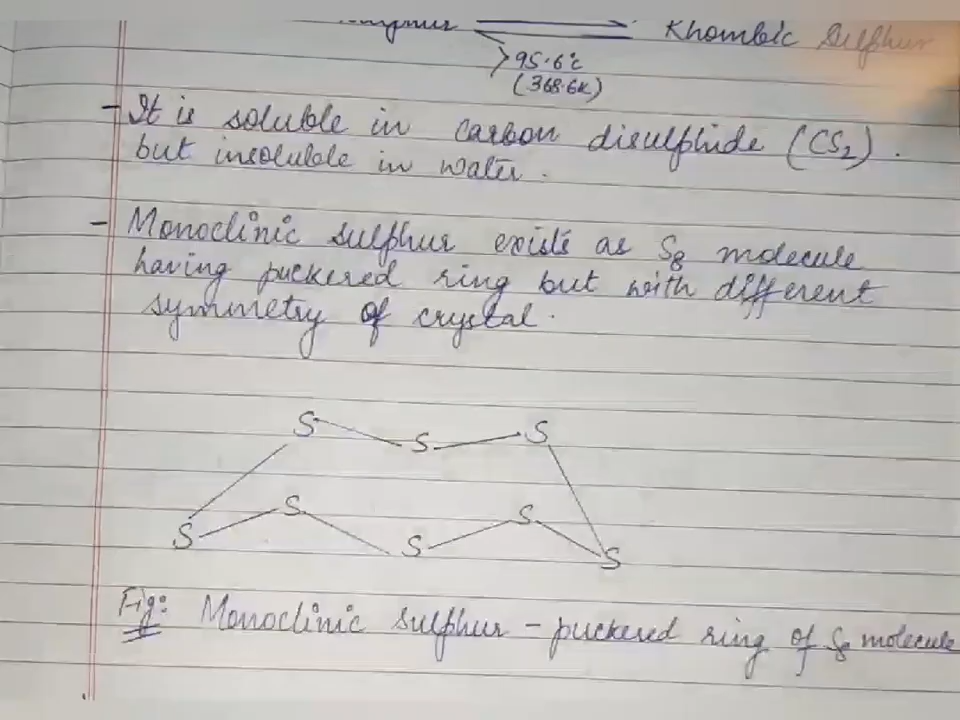 Rhombic Sulphur
>95.6°c
(368.6K)
- It is soluble in carbon disulphide (CS2).
but insoluble in water.
- Monoclinic sulphur exists as S8 molecule
having puckered ring but with different
symmetry of crystal.
S S S
S S S S S
Fig: Monoclinic sulphur - puckered ring of S8 molecule